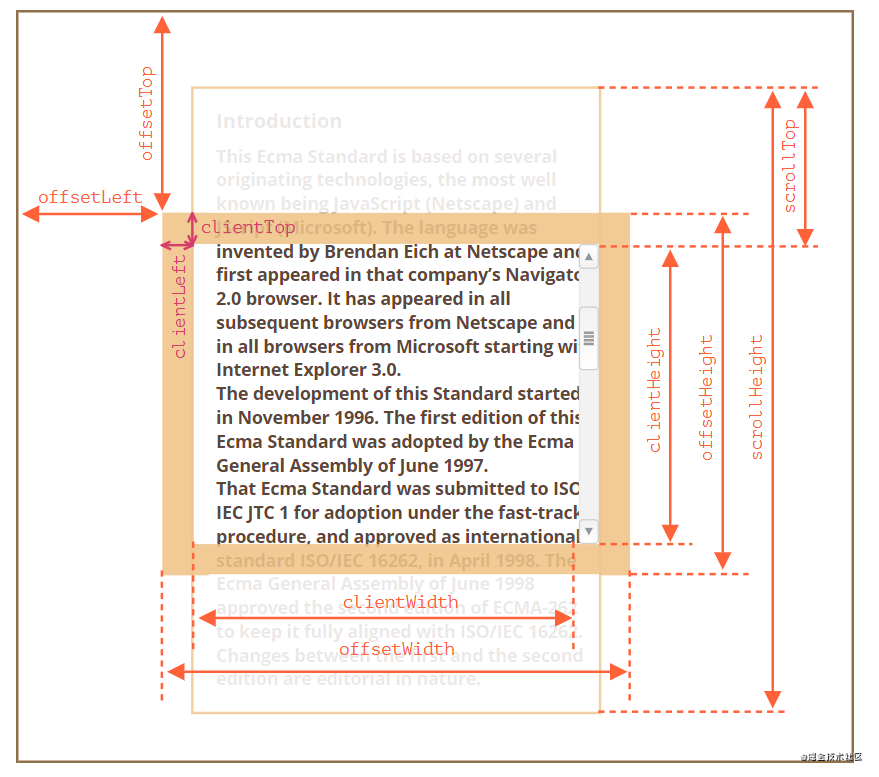 offsetTop
offsetLeft
Introduction
This Ecma Standard is based on several
originating technologies, the most well
known being JavaScript (Netscape) and
JScript (Microsoft). The language was
clientTop
clientLeft
invented by Brendan Eich at Netscape and
first appeared in that company's Navigato
2.0 browser. It has appeared in all
subsequent browsers from Netscape and
in all browsers from Microsoft starting wi
Internet Explorer 3.0.
The development of this Standard started
in November 1996. The first edition of this
Ecma Standard was adopted by the Ecma
General Assembly of June 1997.
That Ecma Standard was submitted to ISO
IEC JTC 1 for adoption under the fast-track
procedure, and approved as international
standard ISO/IEC 16262, in April 1998. The
Ecma General Assembly of June 1998
approved the second edition of ECMA-262
to keep it fully aligned with ISO/IEC 16262.
Changes between the first and the second
edition are editorial in nature.
clientWidth
offsetWidth
clientHeight
offsetHeight
scrollHeight
scrollTop
@掘金技术社区